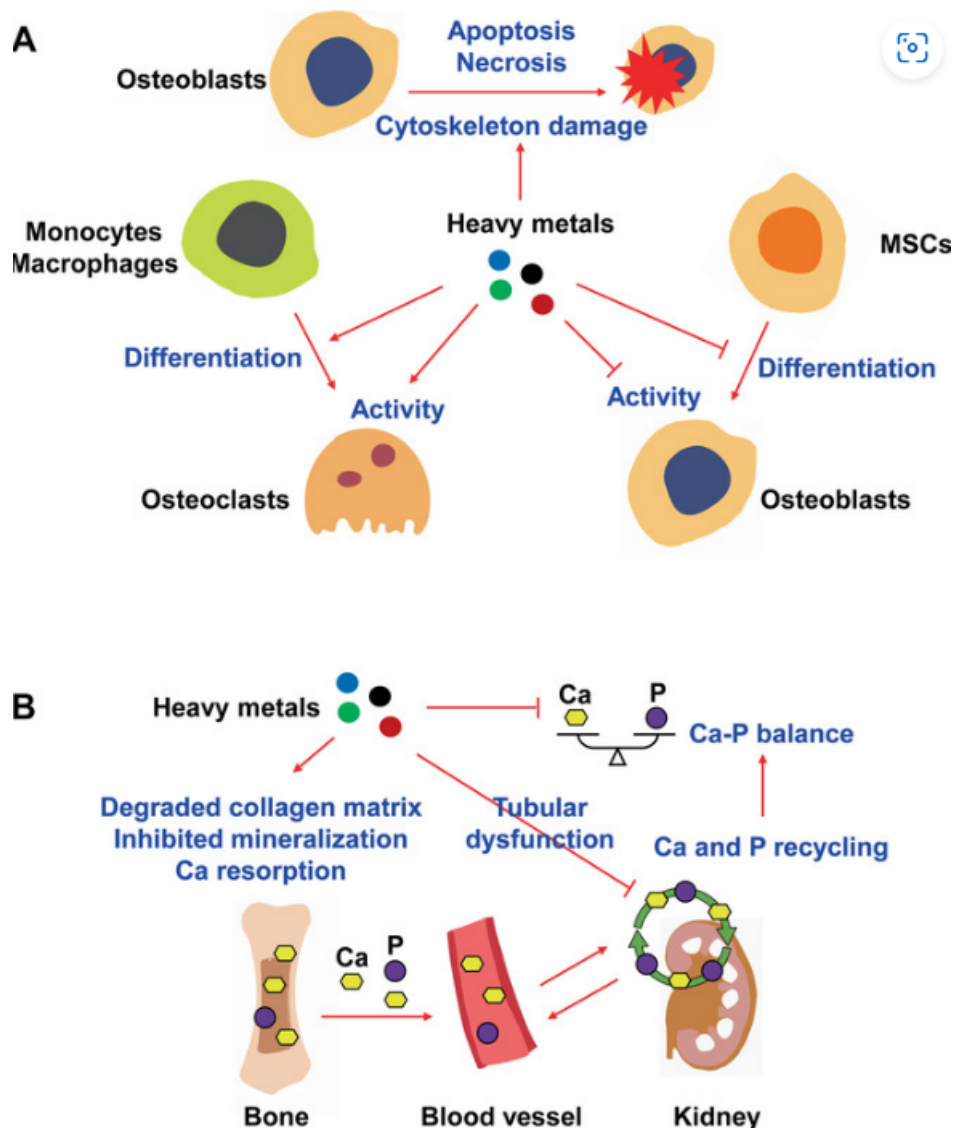 A
Osteoblasts
Apoptosis
Necrosis
Cytoskeleton damage
Monocytes
Macrophages
Heavy metals
MSCs
Differentiation
Activity
Activity
Differentiation
Osteoclasts
Osteoblasts
B
Heavy metals
Ca
P
Ca-P balance
Degraded collagen matrix
Inhibited mineralization
Ca resorption
Tubular
dysfunction
Ca and P recycling
Ca
P
Bone
Blood vessel
Kidney